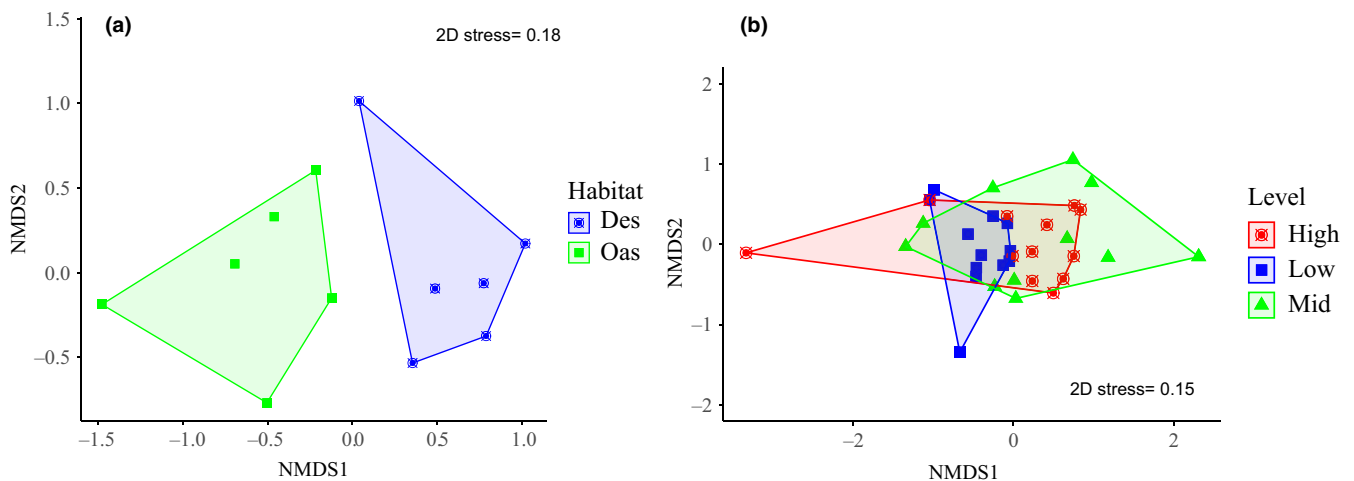 (a)
2D stress= 0.18
1.5
1.0
0.5
0.0
−0.5
NMDS2
−1.5
−1.0
−0.5
0.0
0.5
1.0
NMDS1
Habitat
Des
Oas
(b)
2
1
0
−1
−2
NMDS2
2D stress= 0.15
−2
0
2
NMDS1
Level
High
Low
Mid